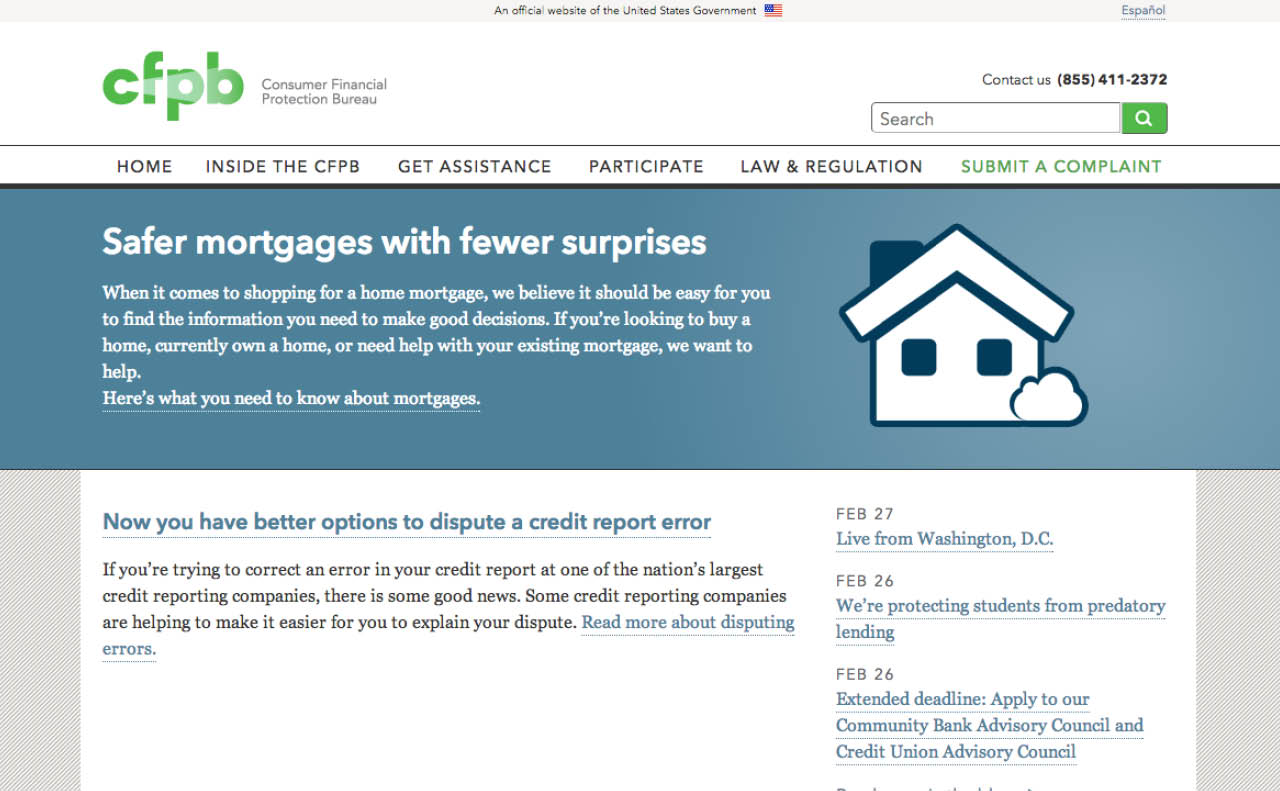 An official website of the United States Government
Español
cfpb
Consumer Financial
Protection Bureau
Contact us (855) 411-2372
Search
HOME
INSIDE THE CFPB
GET ASSISTANCE
PARTICIPATE
LAW & REGULATION
SUBMIT A COMPLAINT
Safer mortgages with fewer surprises
When it comes to shopping for a home mortgage, we believe it should be easy for you
to find the information you need to make good decisions. If you’re looking to buy a
home, currently own a home, or need help with your existing mortgage, we want to
help.
Here’s what you need to know about mortgages.
Now you have better options to dispute a credit report error
If you’re trying to correct an error in your credit report at one of the nation’s largest
credit reporting companies, there is some good news. Some credit reporting companies
are helping to make it easier for you to explain your dispute. Read more about disputing
errors.
FEB 27
Live from Washington, D.C.
FEB 26
We’re protecting students from predatory
lending
FEB 26
Extended deadline: Apply to our
Community Bank Advisory Council and
Credit Union Advisory Council